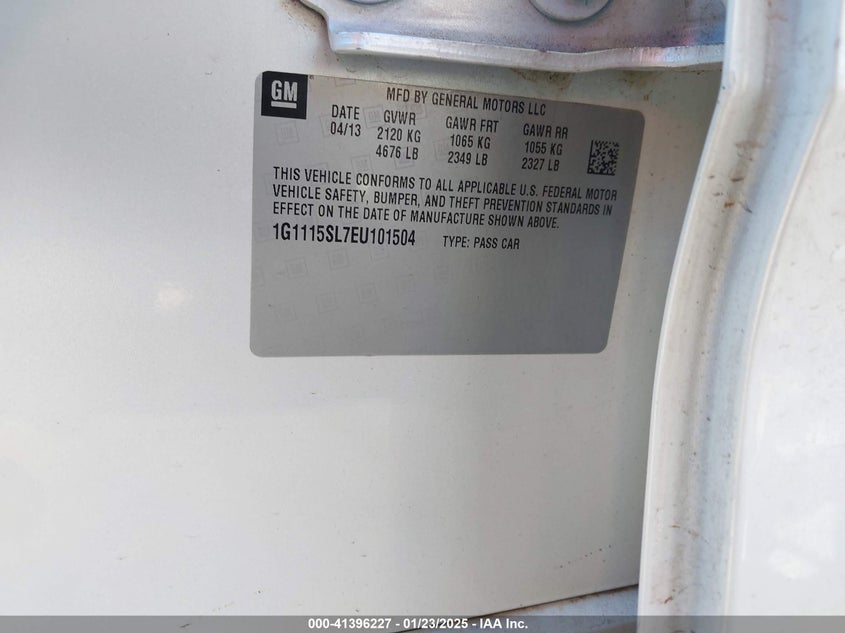 GM
MFD BY GENERAL MOTORS LLC
DATE GVWR GAWR FRT GAWR RR
04/13 2120 KG 1065 KG 1055 KG
4676 LB 2349 LB 2327 LB
THIS VEHICLE CONFORMS TO ALL APPLICABLE U.S. FEDERAL MOTOR
VEHICLE SAFETY, BUMPER, AND THEFT PREVENTION STANDARDS IN
EFFECT ON THE DATE OF MANUFACTURE SHOWN ABOVE.
1G1115SL7EU101504 TYPE: PASS CAR
000-41396227 - 01/23/2025 - IAA Inc.